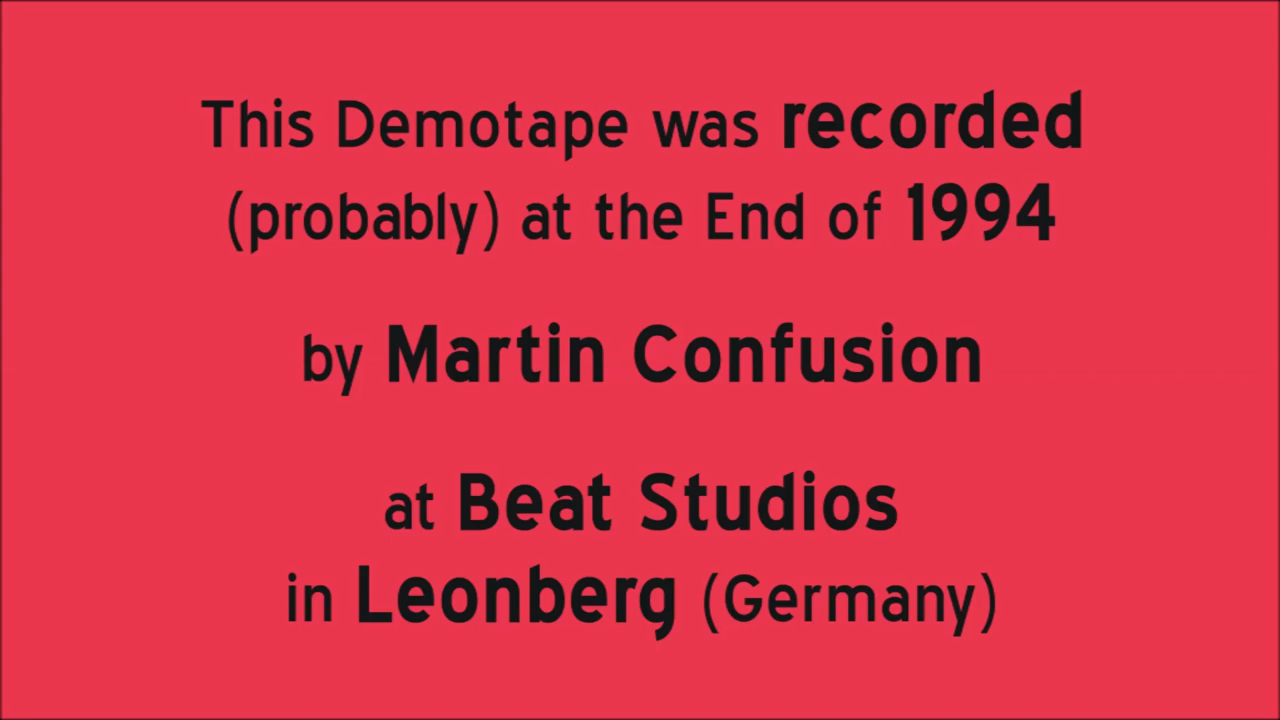 This Demotape was recorded
(probably) at the End of 1994
by Martin Confusion
at Beat Studios
in Leonberg (Germany)